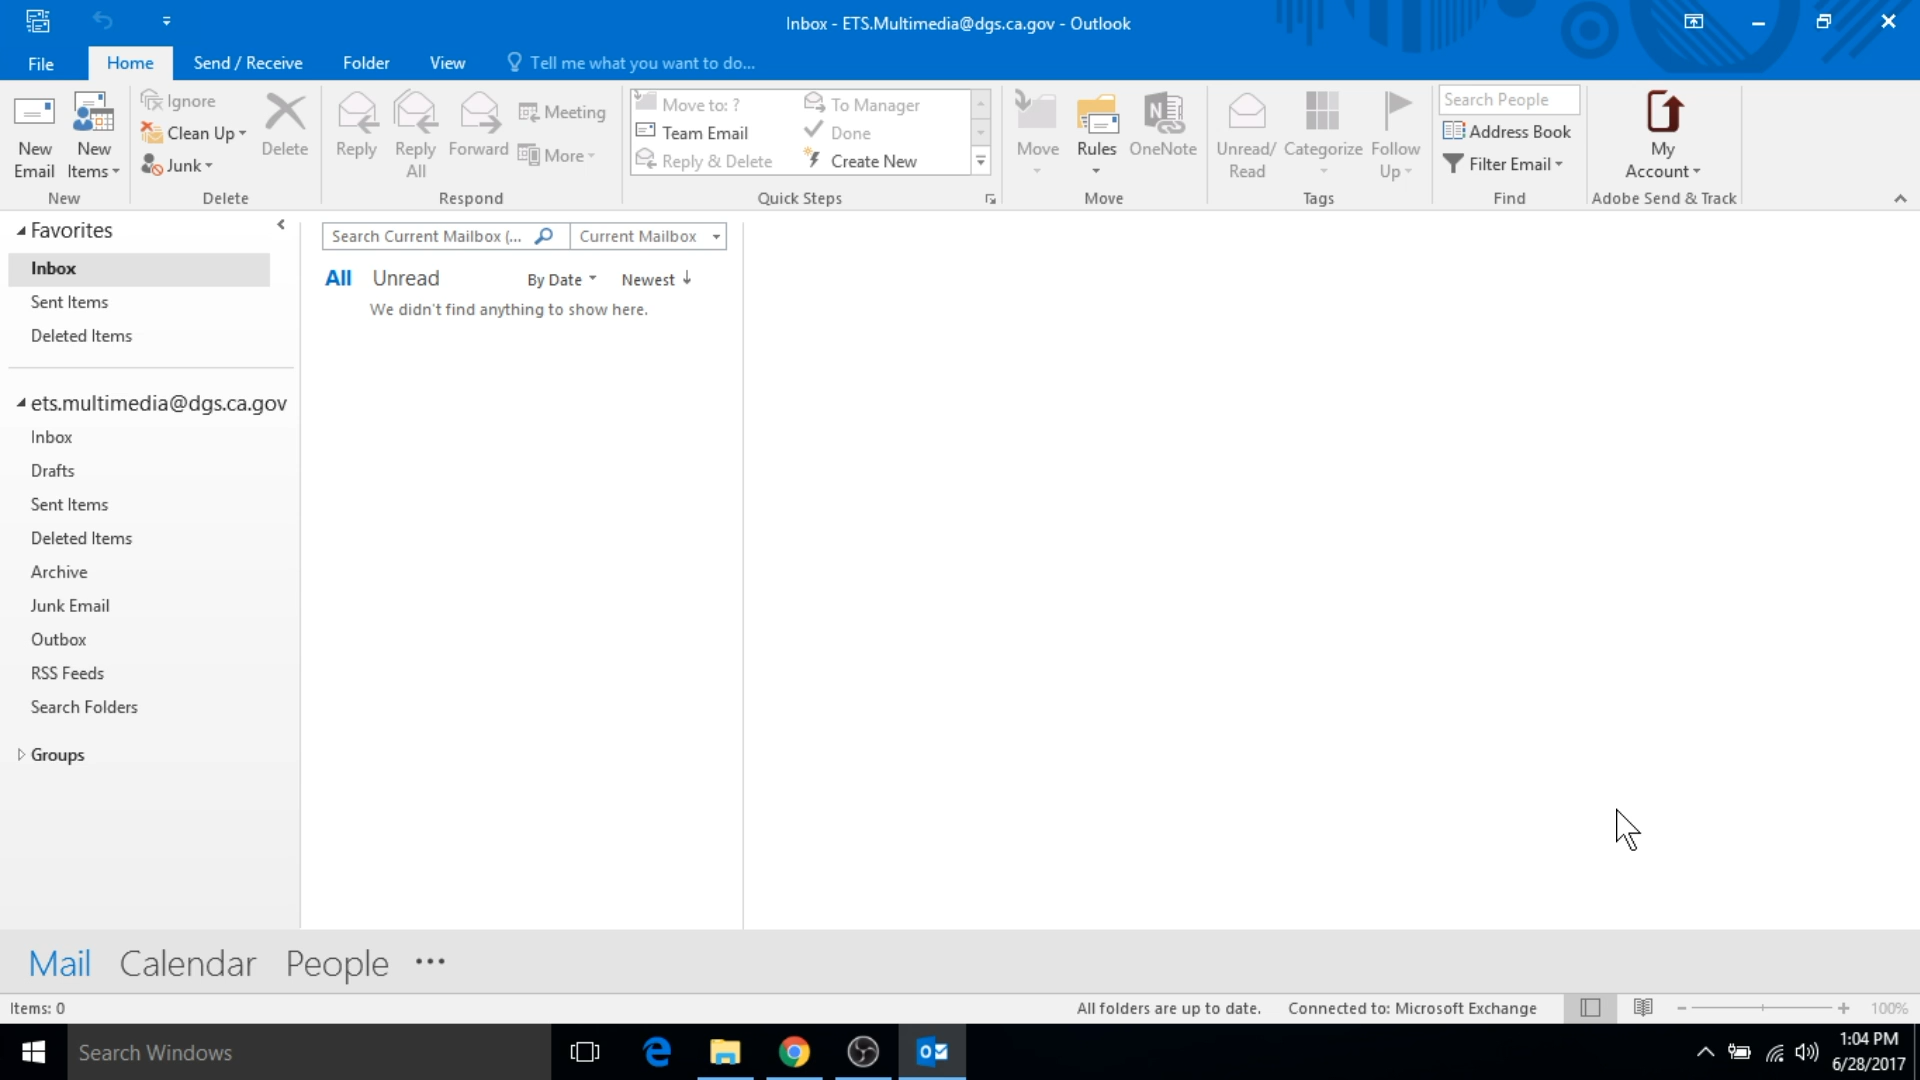 Inbox - ETS.Multimedia@dgs.ca.gov - Outlook
File Home Send / Receive Folder View Tell me what you want to do...
New Email
New Items
New
Ignore
Clean Up
Junk
Delete
Delete
Reply
Reply All
Forward
Meeting
More
Respond
Move to: ?
Team Email
Reply & Delete
To Manager
Done
Create New
Quick Steps
Move
Rules
OneNote
Move
Unread/ Read
Categorize
Follow Up
Tags
Search People
Address Book
Filter Email
Find
My Account
Adobe Send & Track
Favorites
Inbox
Sent Items
Deleted Items
ets.multimedia@dgs.ca.gov
Inbox
Drafts
Sent Items
Deleted Items
Archive
Junk Email
Outbox
RSS Feeds
Search Folders
Groups
Search Current Mailbox (... Current Mailbox
All Unread By Date Newest
We didn't find anything to show here.
Mail Calendar People ...
Items: 0 All folders are up to date. Connected to: Microsoft Exchange 100%
Search Windows
1:04 PM
6/28/2017